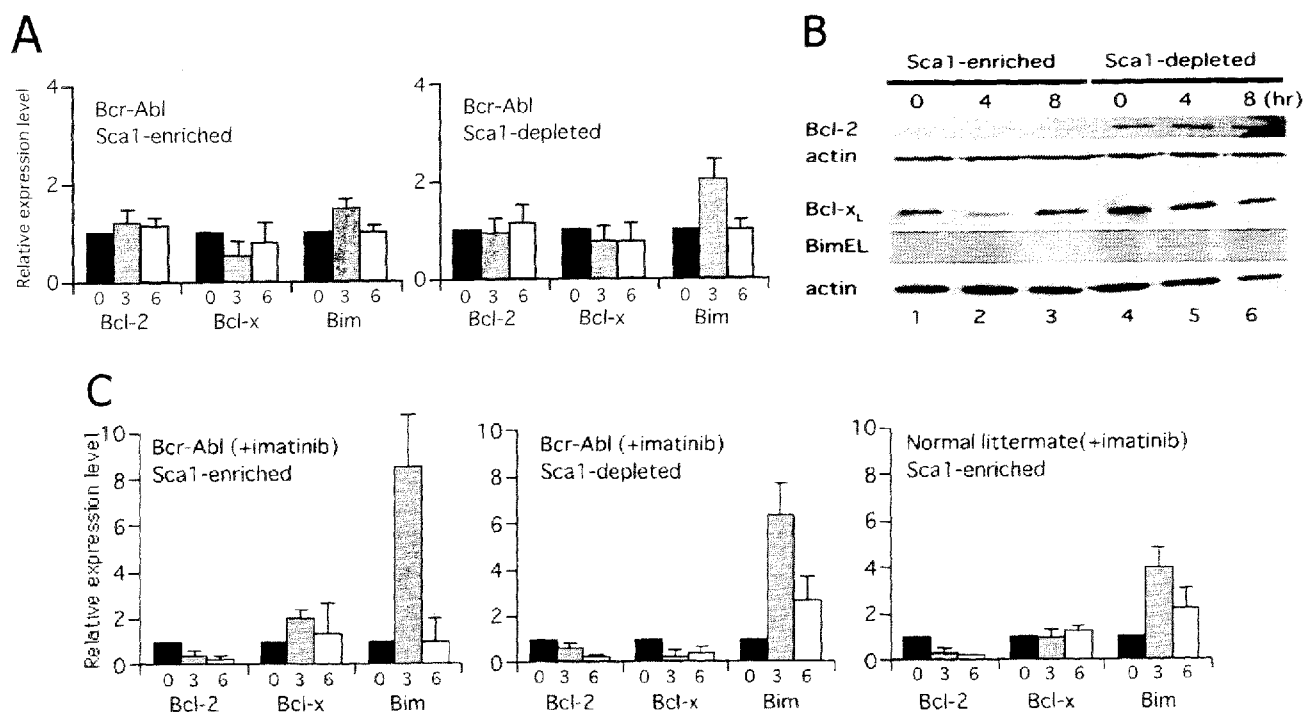 A
Relative expression level
4
2
0
Bcr-Abl
Sca1-enriched
0 3 6 0 3 6 0 3 6
Bcl-2 Bcl-x Bim
4
2
0
Bcr-Abl
Sca1-depleted
0 3 6 0 3 6 0 3 6
Bcl-2 Bcl-x Bim
B
Sca1-enriched Sca1-depleted
0 4 8 0 4 8 (hr)
Bcl-2
actin
Bcl-xL
BimEL
actin
1 2 3 4 5 6
C
Relative expression level
10
8
6
4
2
0
Bcr-Abl (+imatinib)
Sca1-enriched
0 3 6 0 3 6 0 3 6
Bcl-2 Bcl-x Bim
10
8
6
4
2
0
Bcr-Abl (+imatinib)
Sca1-depleted
0 3 6 0 3 6 0 3 6
Bcl-2 Bcl-x Bim
10
8
6
4
2
0
Normal littermate(+imatinib)
Sca1-enriched
0 3 6 0 3 6 0 3 6
Bcl-2 Bcl-x Bim